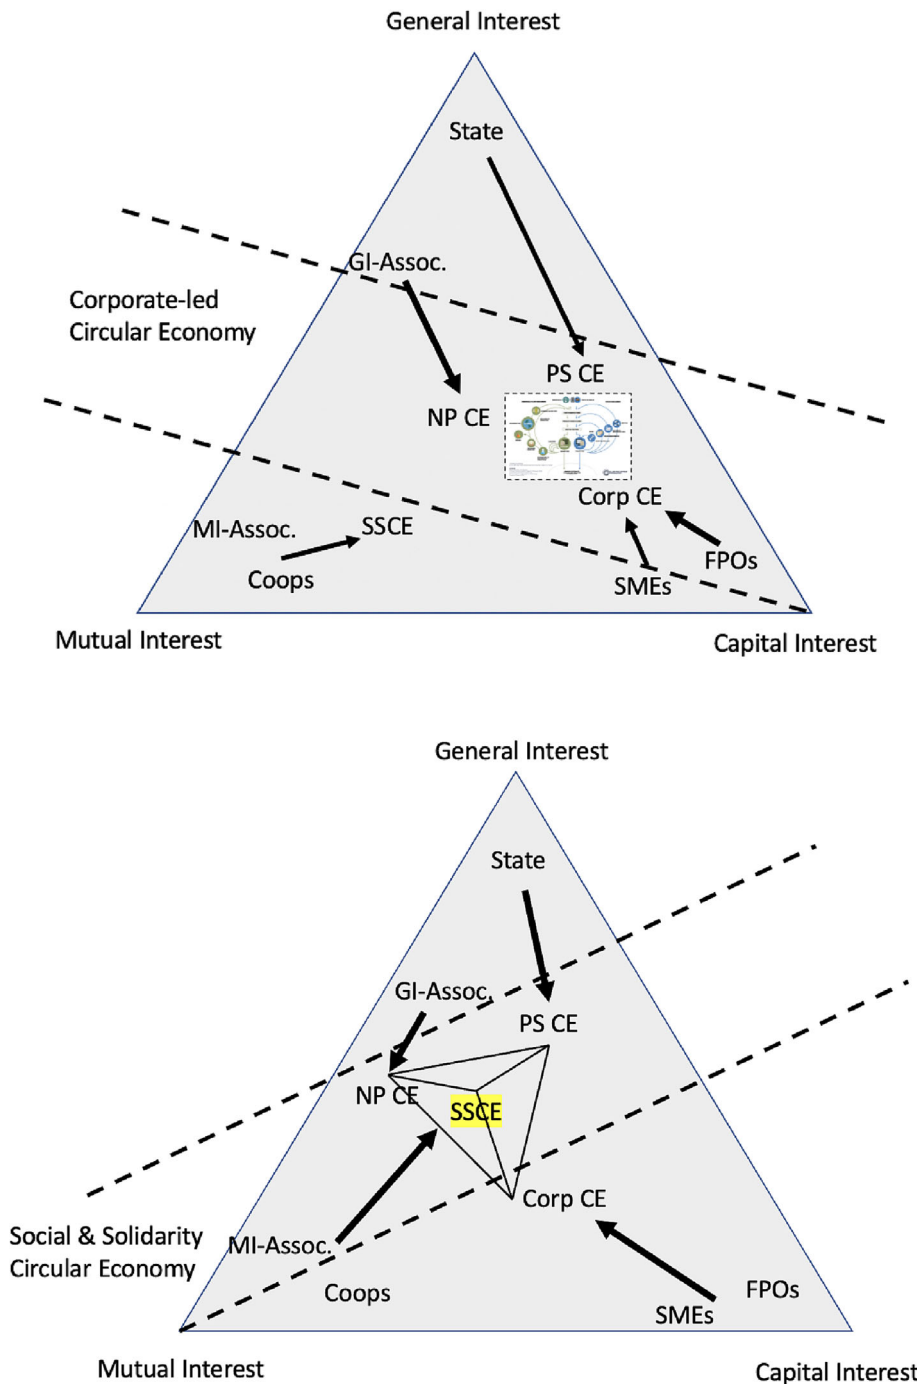 General Interest
State
GI-Assoc.
Corporate-led
Circular Economy
PS CE
NP CE
Corp CE
MI-Assoc.
SSCE
FPOs
Coops
SMEs
Mutual Interest
Capital Interest
General Interest
State
GI-Assoc.
PS CE
NP CE
SSCE
Corp CE
Social & Solidarity
Circular Economy
MI-Assoc.
Coops
FPOs
SMEs
Mutual Interest
Capital Interest